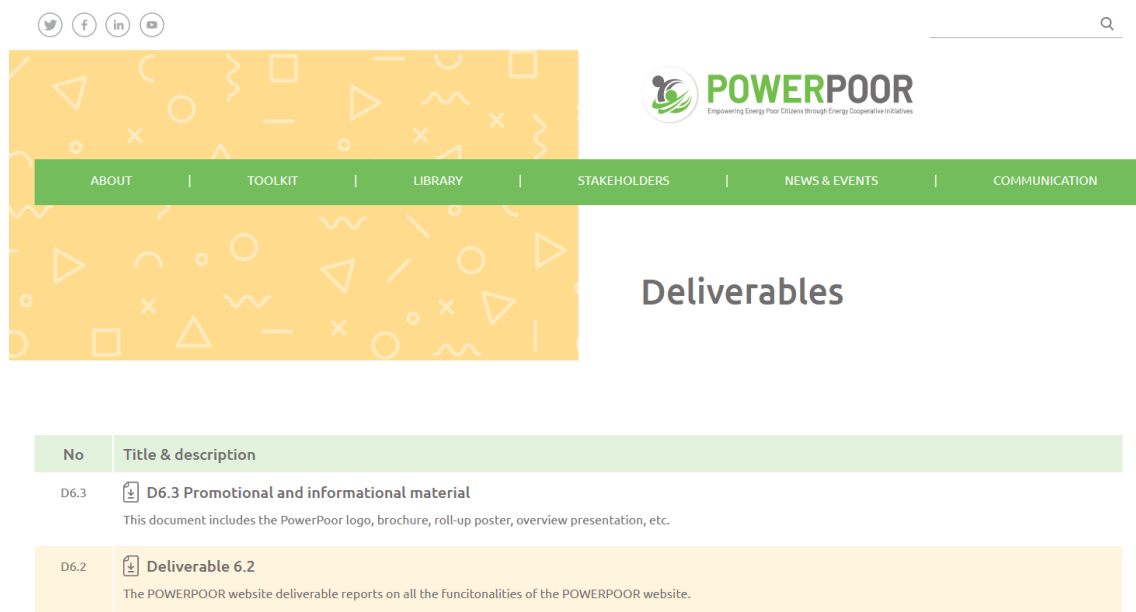 POWERPOOR
Empowering Energy Poor Citizens through Energy Cooperative Initiatives
ABOUT | TOOLKIT | LIBRARY | STAKEHOLDERS | NEWS & EVENTS | COMMUNICATION
Deliverables
No Title & description
D6.3 D6.3 Promotional and informational material
This document includes the PowerPoor logo, brochure, roll-up poster, overview presentation, etc.
D6.2 Deliverable 6.2
The POWERPOOR website deliverable reports on all the funcitonalities of the POWERPOOR website.